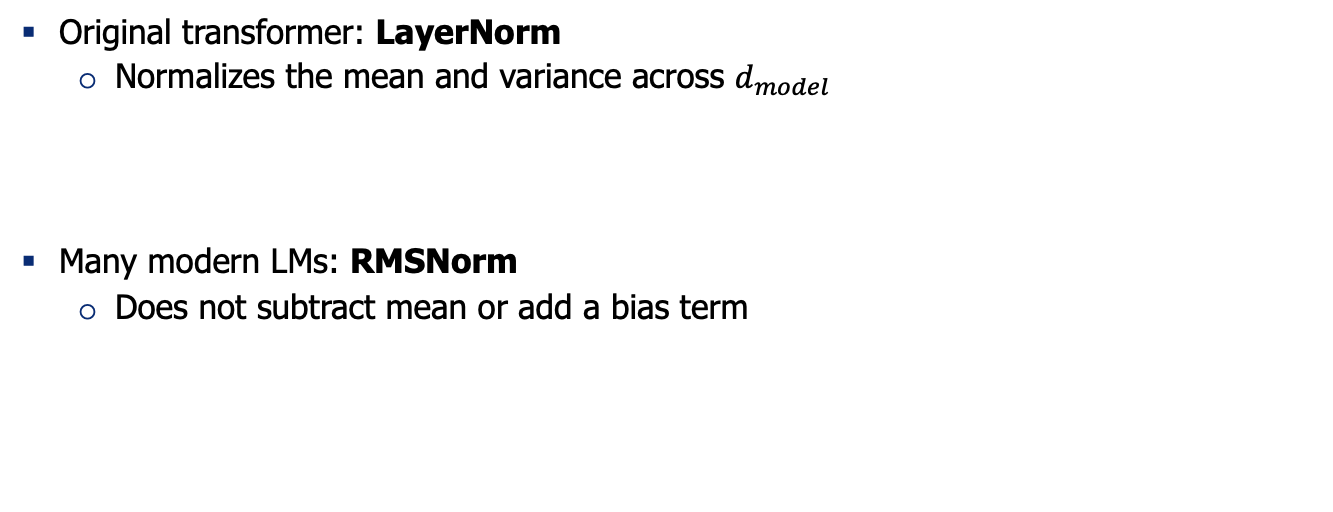 ▪ Original transformer: LayerNorm
o Normalizes the mean and variance across d_model
▪ Many modern LMs: RMSNorm
o Does not subtract mean or add a bias term